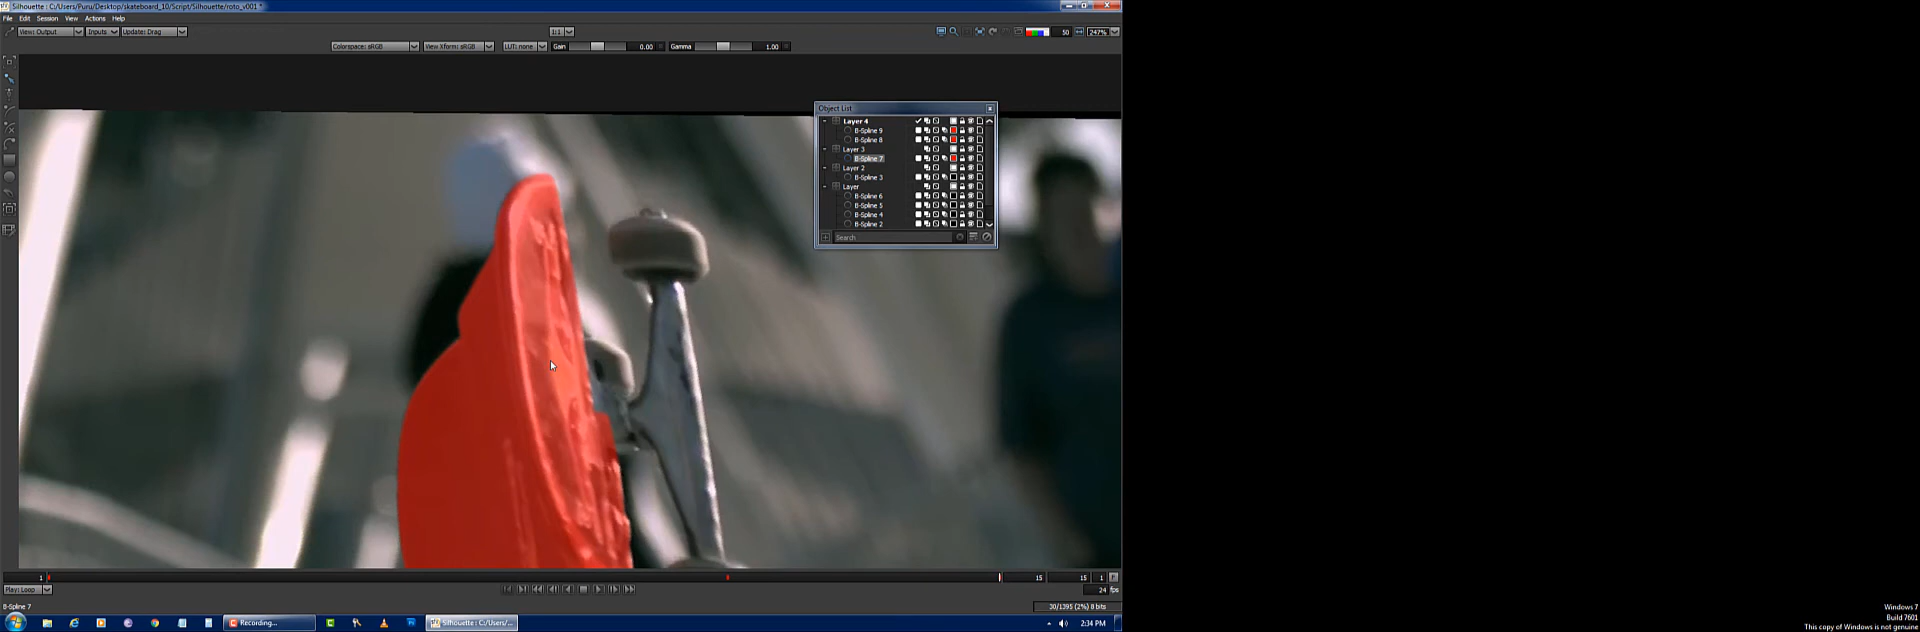 Silhouette : C:/Users/Puru/Desktop/skateboard_10/Script/Silhouette/roto_v001 *
File Edit Session View Actions Help
View: Output Inputs Update: Drag 1:1 50 247%
Colorspace: sRGB View Xform: sRGB LUT: none Gain 0.00 Gamma 1.00
Object List
Layer 4
B-Spline 9
B-Spline 8
Layer 3
B-Spline 7
Layer 2
B-Spline 3
Layer
B-Spline 6
B-Spline 5
B-Spline 4
B-Spline 2
Search
1 15 15 1
Play: Loop 24 fps
B-Spline 7 30/1395 (2%) 8 bits
Recording... Silhouette : C:/Users/... 2:34 PM
Windows 7
Build 7601
This copy of Windows is not genuine